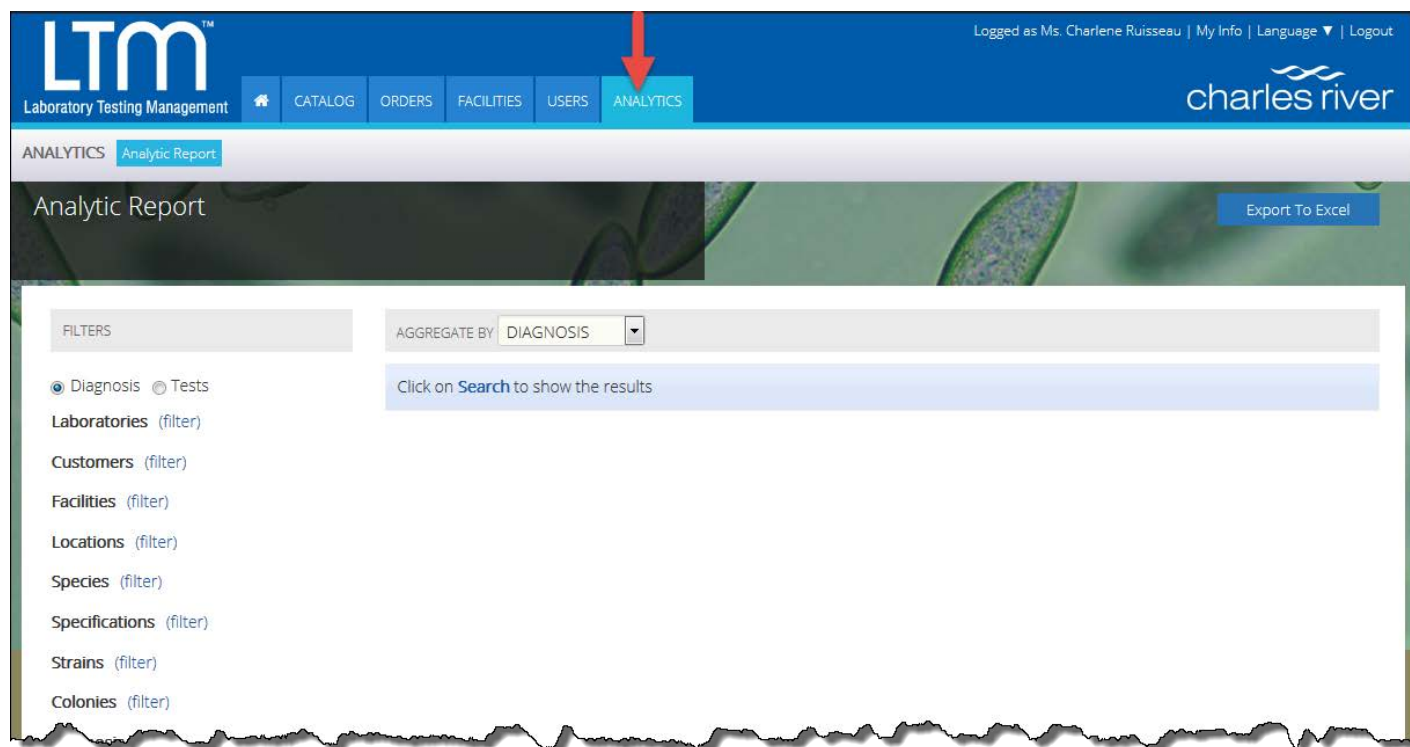 LTM™
Laboratory Testing Management
Logged as Ms. Charlene Ruisseau | My Info | Language ▼ | Logout
charles river
CATALOG ORDERS FACILITIES USERS ANALYTICS
ANALYTICS Analytic Report
Analytic Report
Export To Excel
FILTERS
AGGREGATE BY DIAGNOSIS
Diagnosis Tests
Click on Search to show the results
Laboratories (filter)
Customers (filter)
Facilities (filter)
Locations (filter)
Species (filter)
Specifications (filter)
Strains (filter)
Colonies (filter)